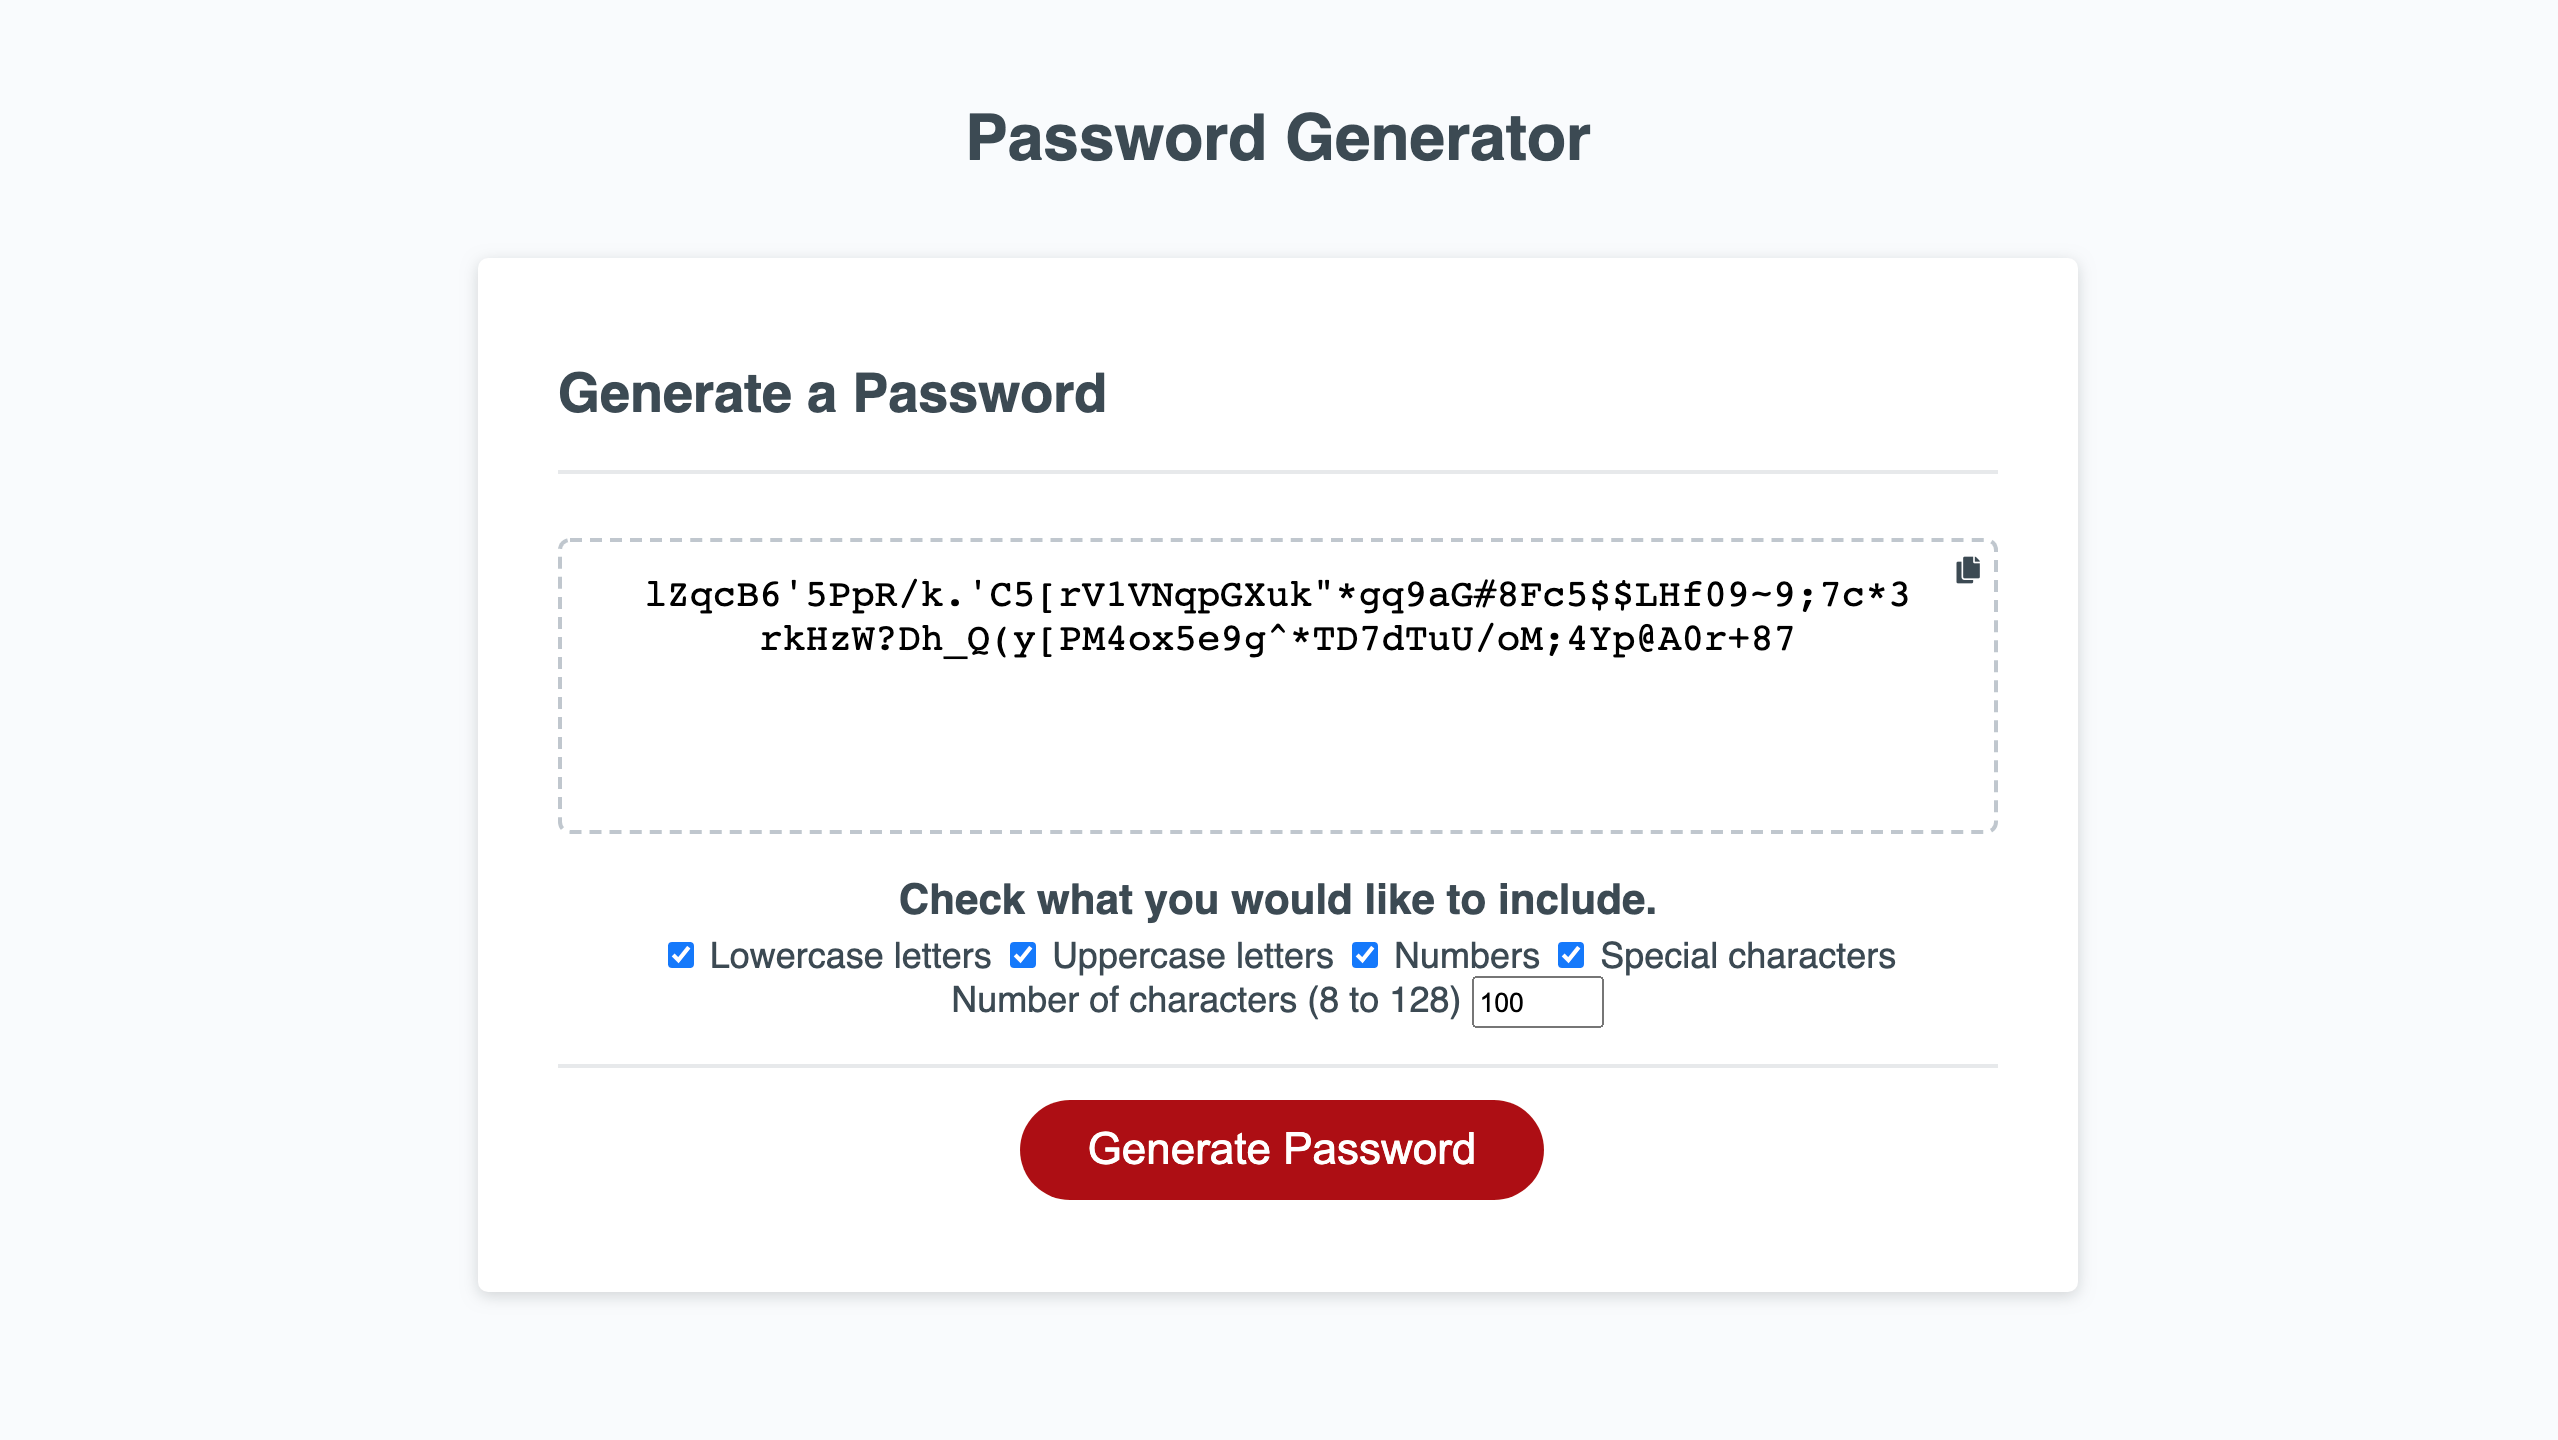 Password Generator
Generate a Password
lZqcB6'5PpR/k.'C5[rV1VNqpGXuk"*gq9aG#8Fc5$$LHf09~9;7c*3
rkHzW?Dh_Q(y[PM4ox5e9g^*TD7dTuU/oM;4Yp@A0r+87
Check what you would like to include.
Lowercase letters Uppercase letters Numbers Special characters
Number of characters (8 to 128) 100
Generate Password